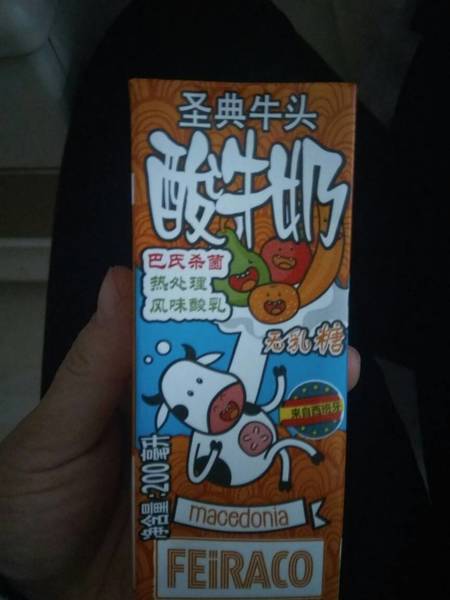 圣典牛头
酸牛奶
巴氏杀菌
热处理
风味酸乳
无乳糖
来自西班牙
净含量:200毫升
macedonia
FEiRACO